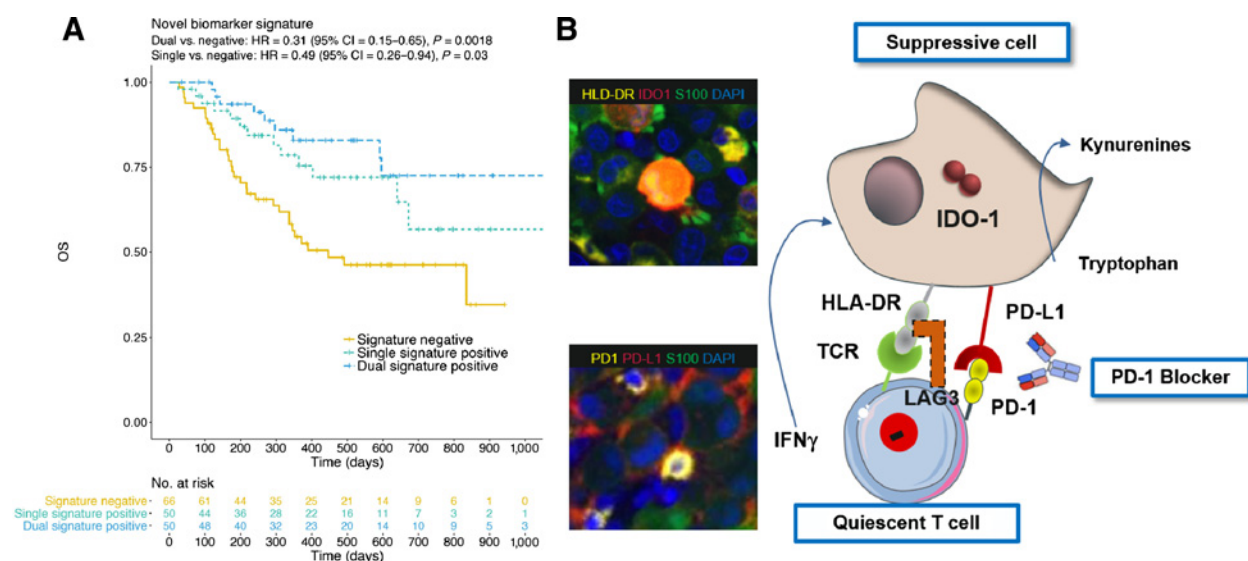 A
Novel biomarker signature
Dual vs. negative: HR = 0.31 (95% CI = 0.15–0.65), P = 0.0018
Single vs. negative: HR = 0.49 (95% CI = 0.26–0.94), P = 0.03
1.00
0.75
0.50
0.25
0.00
OS
Signature negative
Single signature positive
Dual signature positive
0 100 200 300 400 500 600 700 800 900 1,000
Time (days)
No. at risk
Signature negative 66 61 44 35 25 21 14 9 6 1 0
Single signature positive 50 44 36 28 22 16 11 7 3 2 1
Dual signature positive 50 48 40 32 23 20 14 10 9 5 3
0 100 200 300 400 500 600 700 800 900 1,000
Time (days)
B
HLD-DR IDO1 S100 DAPI
PD1 PD-L1 S100 DAPI
Suppressive cell
Kynurenines
IDO-1
Tryptophan
HLA-DR
PD-L1
TCR
LAG3
PD-1
PD-1 Blocker
IFNγ
Quiescent T cell